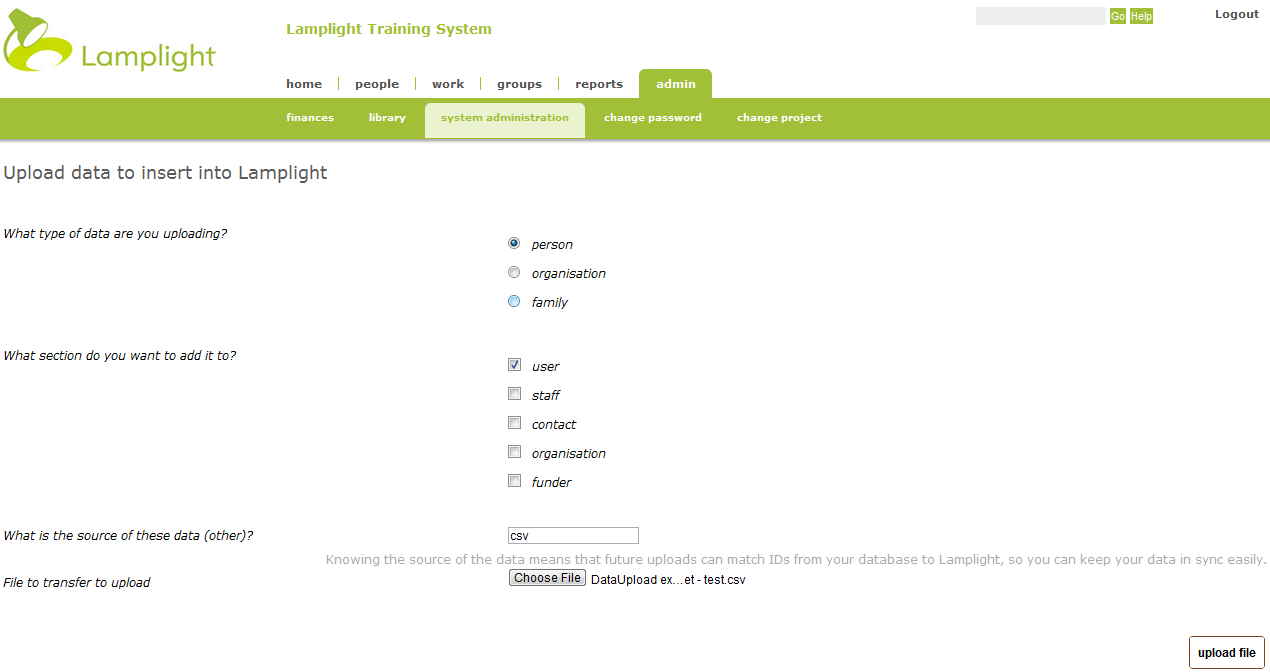 Lamplight
Lamplight Training System
Go Help
Logout
home people work groups reports admin
finances library system administration change password change project
Upload data to insert into Lamplight
What type of data are you uploading?
person
organisation
family
What section do you want to add it to?
user
staff
contact
organisation
funder
What is the source of these data (other)?
csv
Knowing the source of the data means that future uploads can match IDs from your database to Lamplight, so you can keep your data in sync easily.
File to transfer to upload
Choose File DataUpload ex...et - test.csv
upload file